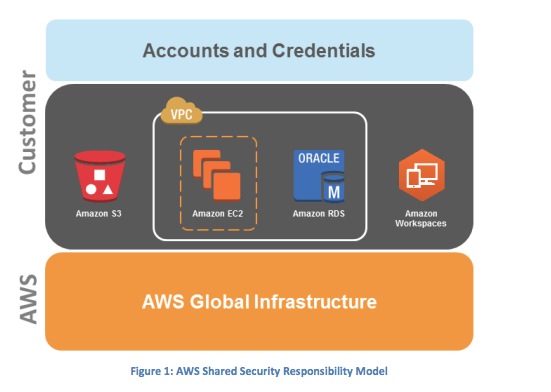 Accounts and Credentials
Customer
VPC
ORACLE
M
Amazon S3
Amazon EC2
Amazon RDS
Amazon
Workspaces
AWS
AWS Global Infrastructure
Figure 1: AWS Shared Security Responsibility Model